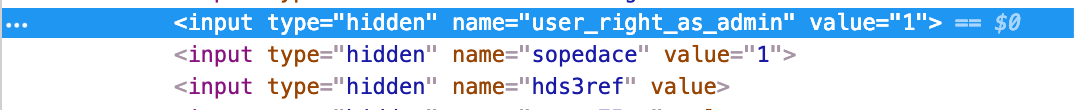 ... <input type="hidden" name="user_right_as_admin" value="1"> == $0
<input type="hidden" name="sopedace" value="1">
<input type="hidden" name="hds3ref" value>